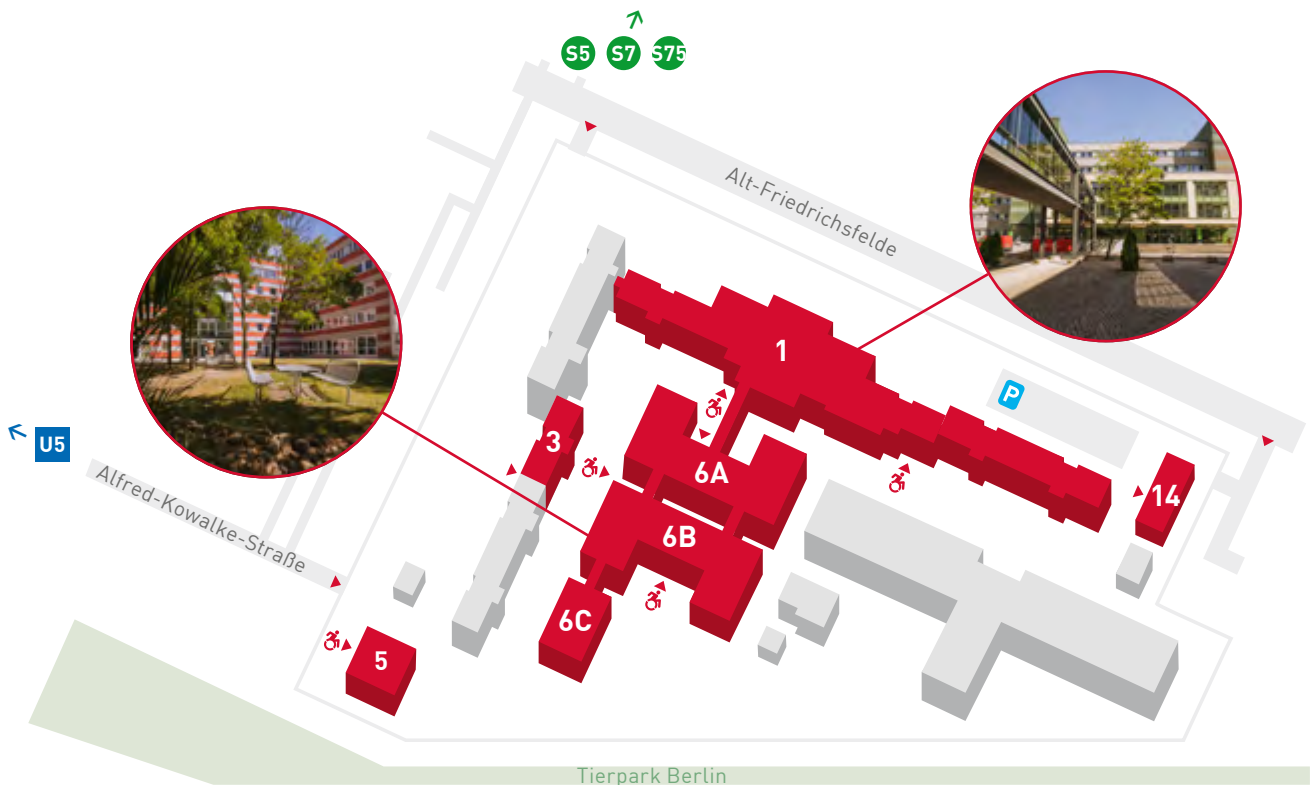 S5 S7 S75
Alt-Friedrichsfelde
1
P
U5
3
6A
14
Alfred-Kowalke-Straße
6B
6C
5
Tierpark Berlin